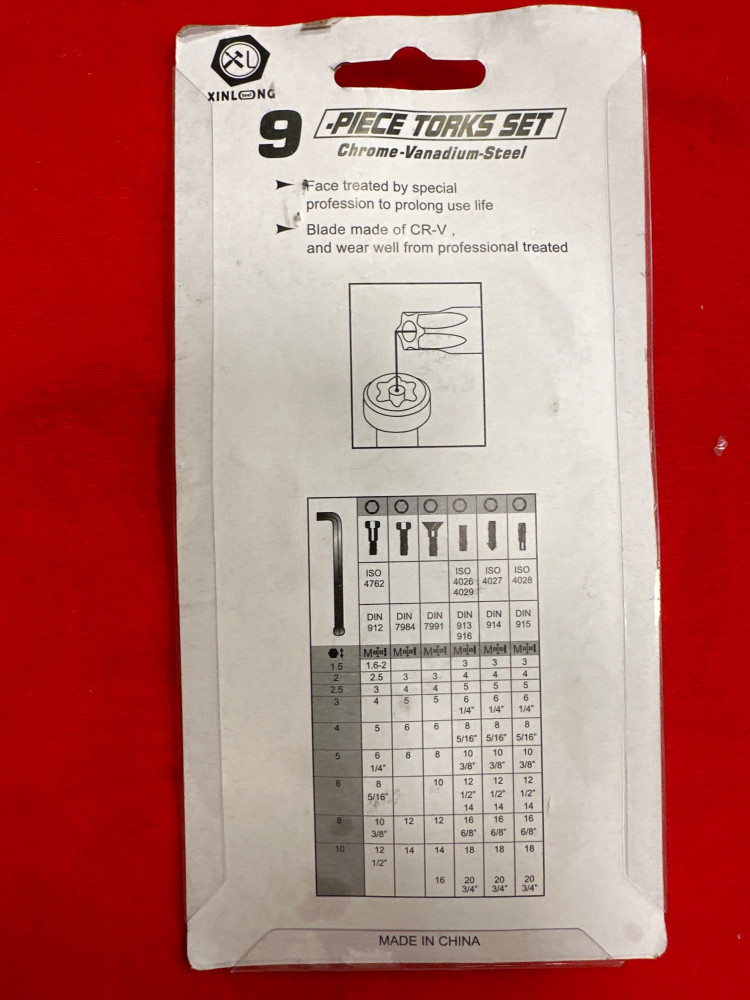 XL
XINLONG
tool
9 -PIECE TORKS SET
Chrome-Vanadium-Steel
Face treated by special
profession to prolong use life
Blade made of CR-V ,
and wear well from professional treated
ISO 4762 ISO 4026 4029 ISO 4027 ISO 4028
DIN 912 DIN 7984 DIN 7991 DIN 913 916 DIN 914 DIN 915
M M M M M M
1.5 1.6-2 3 3 3
2 2.5 3 3 4 4 4
2.5 3 4 4 5 5 5
3 4 5 5 6 6 6
1/4" 1/4" 1/4"
4 5 6 6 8 8 8
5/16" 5/16" 5/16"
5 6 8 8 10 10 10
1/4" 3/8" 3/8" 3/8"
6 8 10 12 12 12
5/16" 1/2" 1/2" 1/2"
14 14 14
8 10 12 12 16 16 16
3/8" 6/8" 6/8" 6/8"
10 12 14 14 18 18 18
1/2"
16 20 20 20
3/4" 3/4" 3/4"
MADE IN CHINA